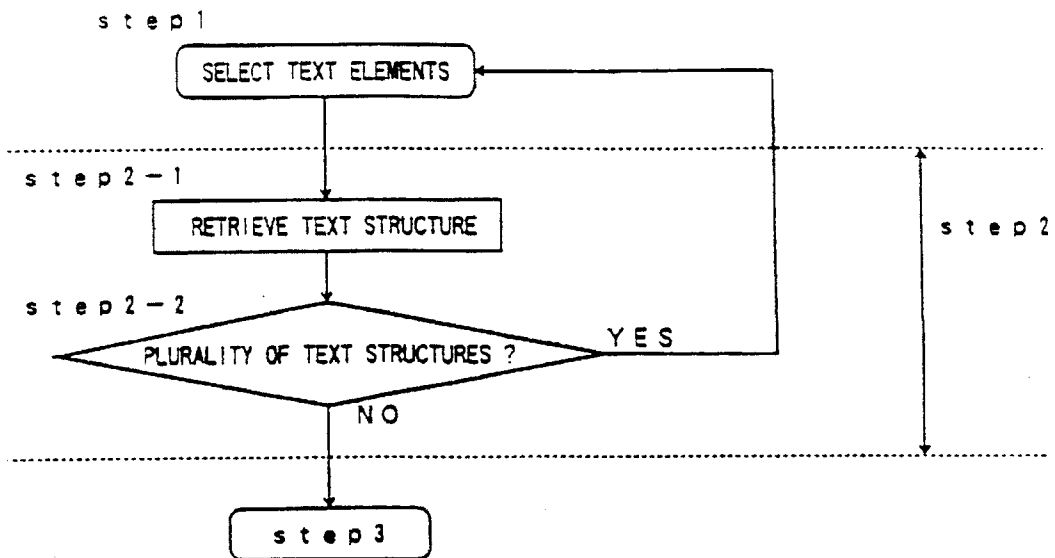 step1
SELECT TEXT ELEMENTS
step2-1
RETRIEVE TEXT STRUCTURE
step2
step2-2
YES
PLURALITY OF TEXT STRUCTURES ?
NO
step3